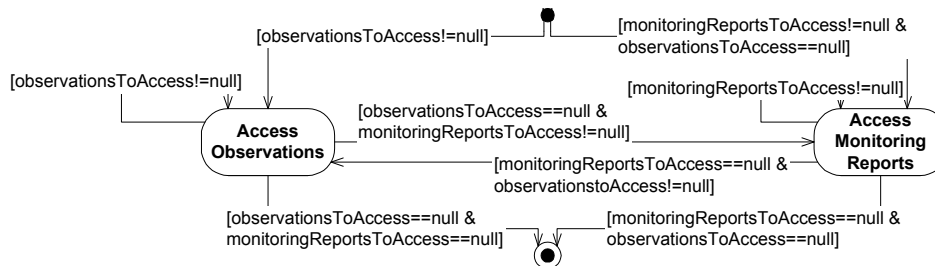 [observationsToAccess!=null]
[monitoringReportsToAccess!=null &
observationsToAccess==null]
[observationsToAccess!=null]
[monitoringReportsToAccess!=null]
Access
Observations
[observationsToAccess==null &
monitoringReportsToAccess!=null]
Access
Monitoring
Reports
[monitoringReportsToAccess==null &
observationstoAccess!=null]
[observationsToAccess==null &
monitoringReportsToAccess==null]
[monitoringReportsToAccess==null &
observationsToAccess==null]